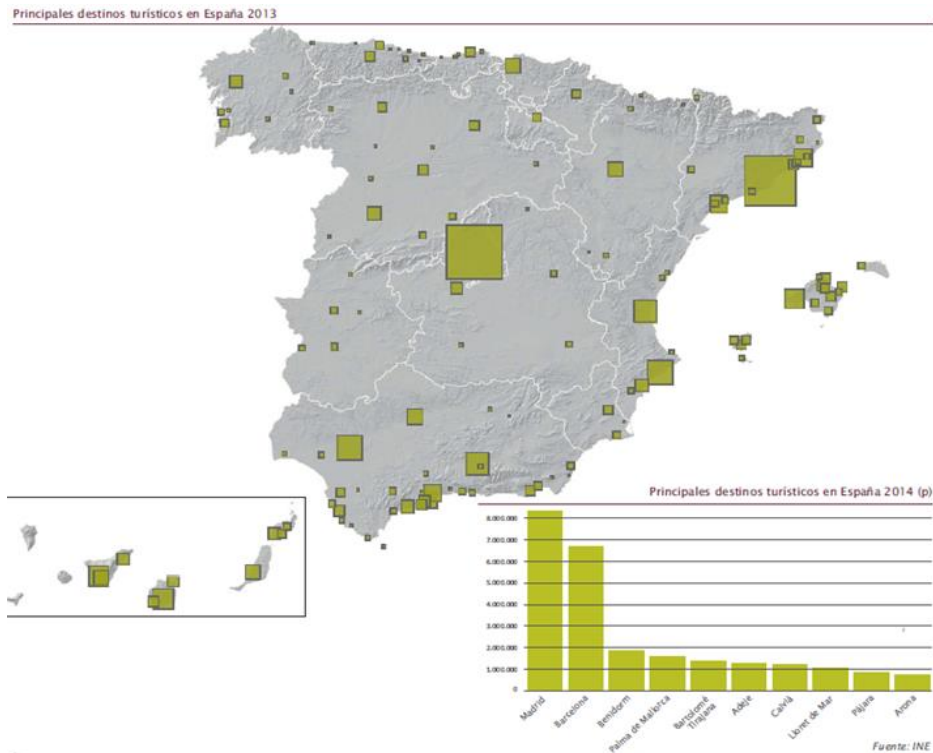 Principales destinos turísticos en España 2013
Principales destinos turísticos en España 2014 (p)
8.000.000
7.000.000
6.000.000
5.000.000
4.000.000
3.000.000
2.000.000
1.000.000
0
Madrid
Barcelona
Benidorm
Palma de Mallorca
Bartolomé
Tirajana
Adeje
Calviá
Lloret de Mar
Pájara
Arona
Fuente: INE